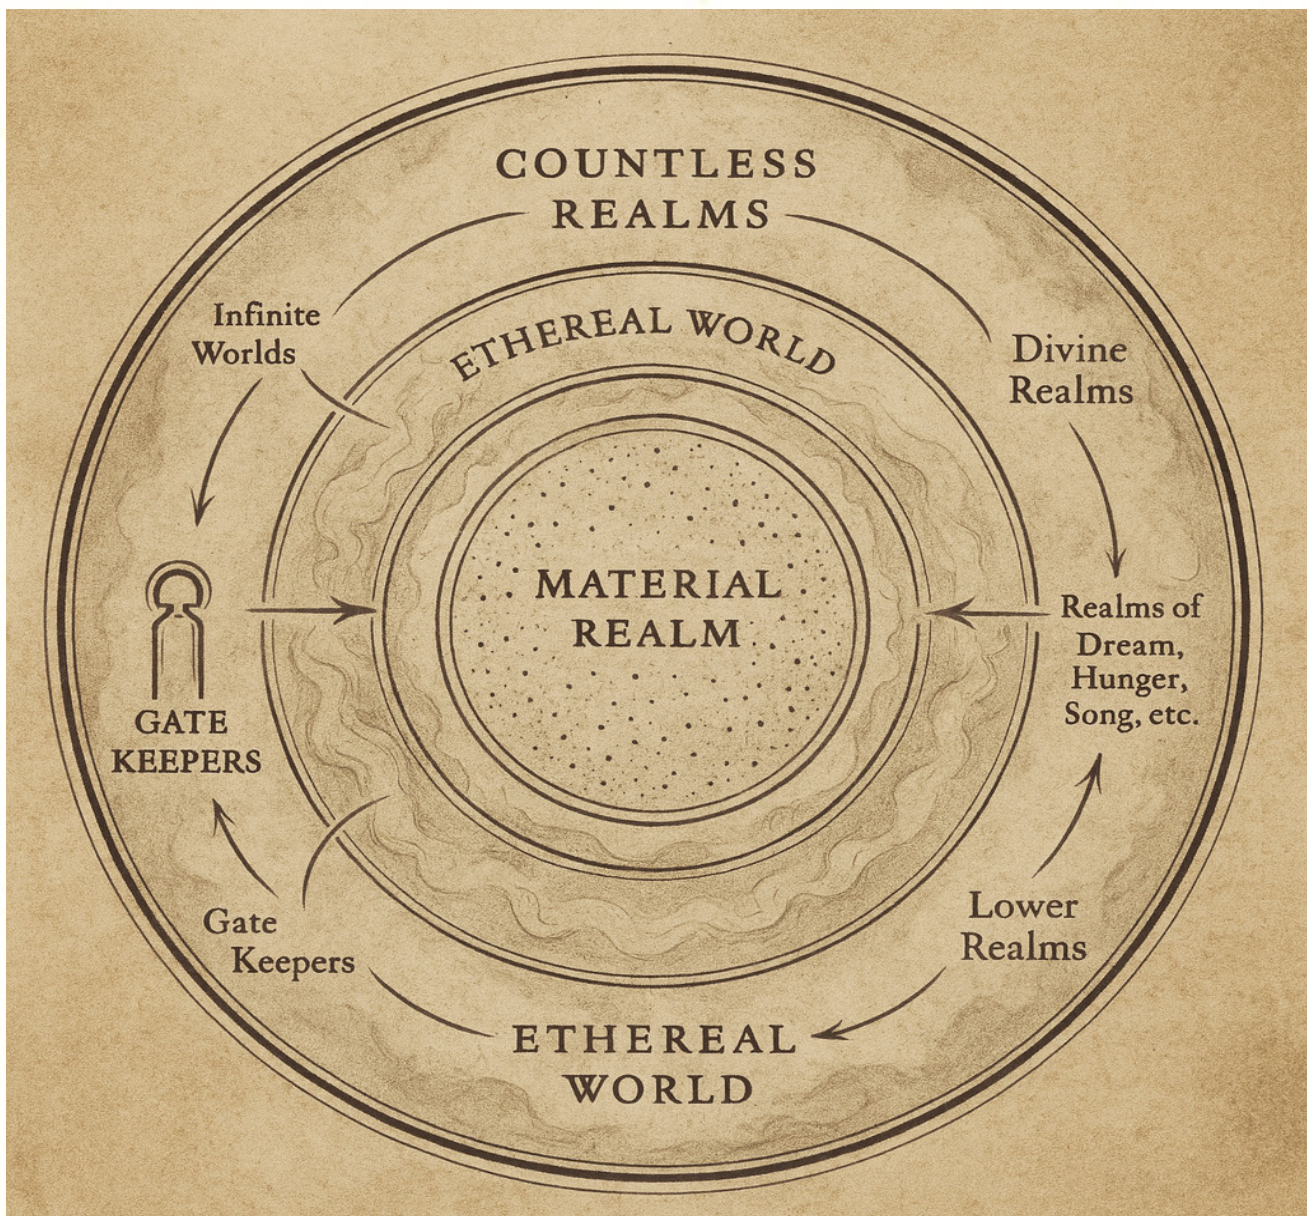 COUNTLESS
REALMS
Infinite
Worlds
ETHEREAL WORLD
Divine
Realms
MATERIAL
REALM
Realms of
Dream,
Hunger,
Song, etc.
GATE
KEEPERS
Gate
Keepers
Lower
Realms
ETHEREAL
WORLD